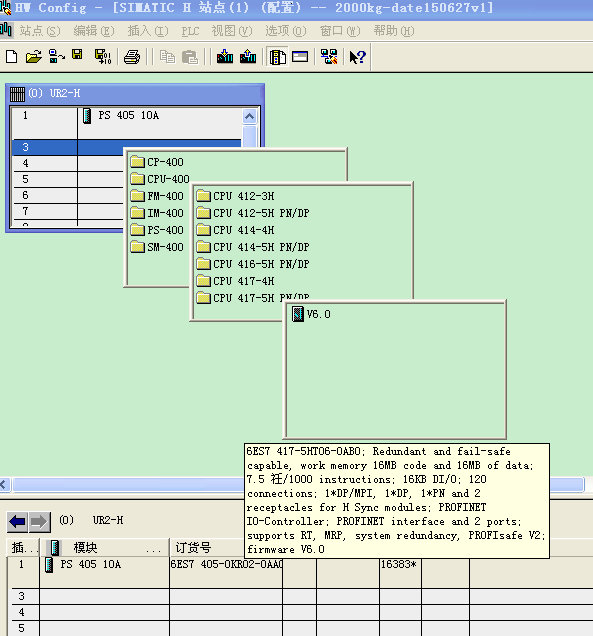 HW Config - [SIMATIC H 站点(1) (配置) -- 2000kg-date150627v1]
站点(S) 编辑(E) 插入(I) PLC 视图(V) 选项(O) 窗口(W) 帮助(H)
(0) UR2-H
1 PS 405 10A
3
4
5
6
7
CP-400
CPU-400
FM-400
IM-400
PS-400
SM-400
CPU 412-3H
CPU 412-5H PN/DP
CPU 414-4H
CPU 414-5H PN/DP
CPU 416-5H PN/DP
CPU 417-4H
CPU 417-5H PN/DP
V6.0
6ES7 417-5HT06-0AB0; Redundant and fail-safe
capable, work memory 16MB code and 16MB of data;
7.5 祍/1000 instructions; 16KB DI/O; 120
connections; 1*DP/MPI, 1*DP, 1*PN and 2
receptacles for H Sync modules; PROFINET
IO-Controller; PROFINET interface and 2 ports;
supports RT, MRP, system redundancy, PROFIsafe V2;
firmware V6.0
(0) UR2-H
插... 模块 ... 订货号
1 PS 405 10A 6ES7 405-0KR02-0AA0 16383*
3
4
5